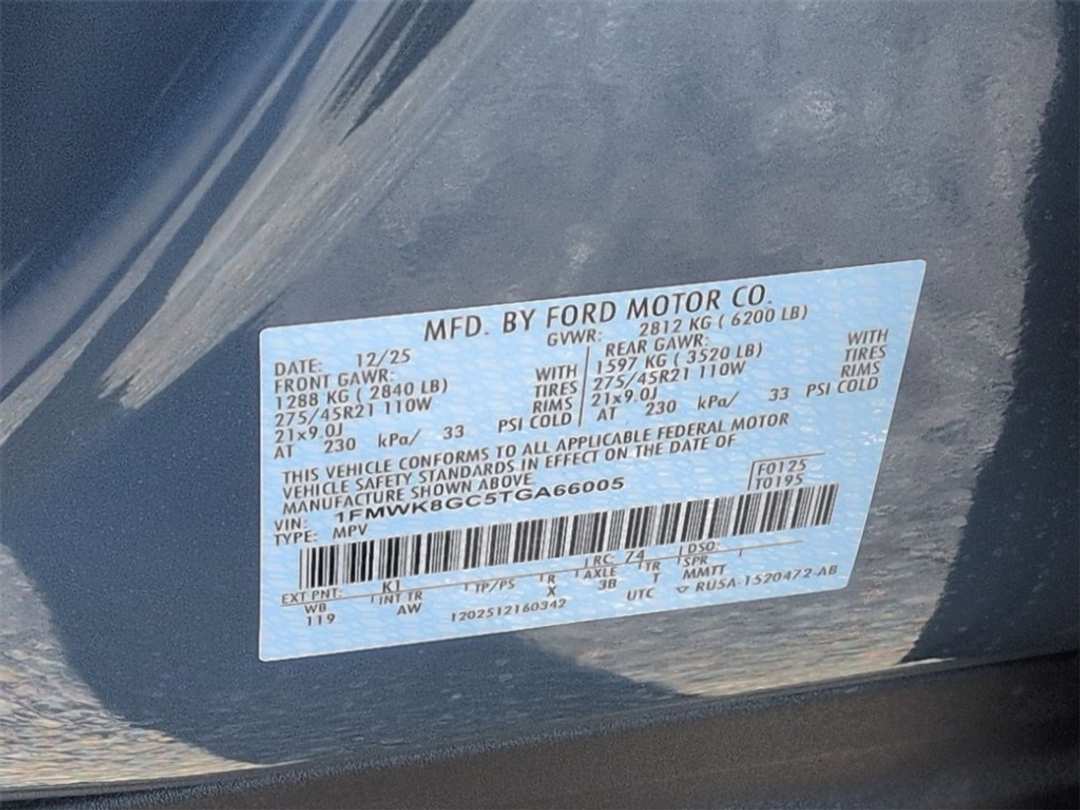 MFD. BY FORD MOTOR CO.
DATE: 12/25 GVWR: 2812 KG ( 6200 LB)
FRONT GAWR: REAR GAWR:
1288 KG ( 2840 LB) WITH 1597 KG ( 3520 LB) WITH
275/45R21 110W TIRES 275/45R21 110W TIRES
21x9.0J RIMS 21x9.0J RIMS
AT 230 kPa/ 33 PSI COLD AT 230 kPa/ 33 PSI COLD
THIS VEHICLE CONFORMS TO ALL APPLICABLE FEDERAL MOTOR
VEHICLE SAFETY STANDARDS IN EFFECT ON THE DATE OF
MANUFACTURE SHOWN ABOVE
VIN: 1FMWK8GC5TGA66005 F0125
TYPE: MPV T0195
EXT PNT: K1 RC: 74 DSO:
WB INT TR TP/PS R AXLE TR SPR
119 AW X 3B T MMTT
1202512160342 UTC RU5A-1520472-AB